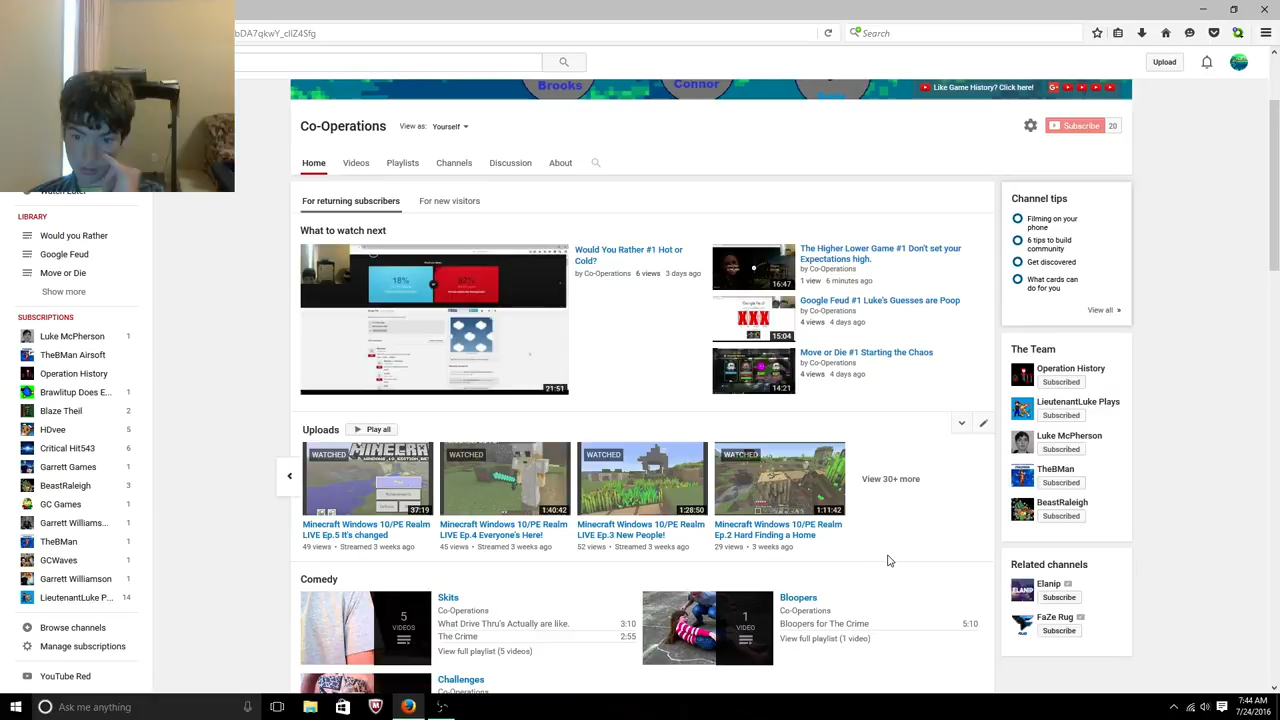 bDA7qkwY_cIlZ4Sfg
Search
Upload
Brooks
Connor
Like Game History? Click here!
Co-Operations
View as: Yourself
Subscribe 20
Home Videos Playlists Channels Discussion About
LIBRARY
Would you Rather
Google Feud
Move or Die
Show more
SUBSCRIPTIONS
Luke McPherson 1
TheBMan Airsoft
Operation History
Brawlitup Does E... 1
Blaze Theil 2
HDvee 5
Critical Hit543 6
Garrett Games 1
BeastRaleigh 3
GC Games 1
Garrett Williams... 1
TheBMan 1
GCWaves 1
Garrett Williamson 1
LieutenantLuke P... 14
Browse channels
Manage subscriptions
YouTube Red
For returning subscribers For new visitors
What to watch next
18%
21:51
Would You Rather #1 Hot or
Cold?
by Co-Operations 6 views 3 days ago
16:47
The Higher Lower Game #1 Don't set your
Expectations high.
by Co-Operations
1 view 6 minutes ago
XXX
15:04
Google Feud #1 Luke's Guesses are Poop
by Co-Operations
4 views 4 days ago
14:21
Move or Die #1 Starting the Chaos
by Co-Operations
4 views 4 days ago
Uploads Play all
WATCHED
37:19
Minecraft Windows 10/PE Realm
LIVE Ep.5 It's changed
49 views • Streamed 3 weeks ago
WATCHED
1:40:42
Minecraft Windows 10/PE Realm
LIVE Ep.4 Everyone's Here!
45 views • Streamed 3 weeks ago
WATCHED
1:28:50
Minecraft Windows 10/PE Realm
LIVE Ep.3 New People!
52 views • Streamed 3 weeks ago
WATCHED
1:11:42
Minecraft Windows 10/PE Realm
Ep.2 Hard Finding a Home
29 views • 3 weeks ago
View 30+ more
Comedy
5
VIDEOS
Skits
Co-Operations
What Drive Thru's Actually are like. 3:10
The Crime 2:55
View full playlist (5 videos)
1
VIDEO
Bloopers
Co-Operations
Bloopers for The Crime 5:10
View full playlist (1 video)
Challenges
Channel tips
Filming on your
phone
6 tips to build
community
Get discovered
What cards can
do for you
View all »
The Team
Operation History
Subscribed
LieutenantLuke Plays
Subscribed
Luke McPherson
Subscribed
TheBMan
Subscribed
BeastRaleigh
Subscribed
Related channels
Elanip
Subscribe
FaZe Rug
Subscribe
Ask me anything
7:44 AM
7/24/2016